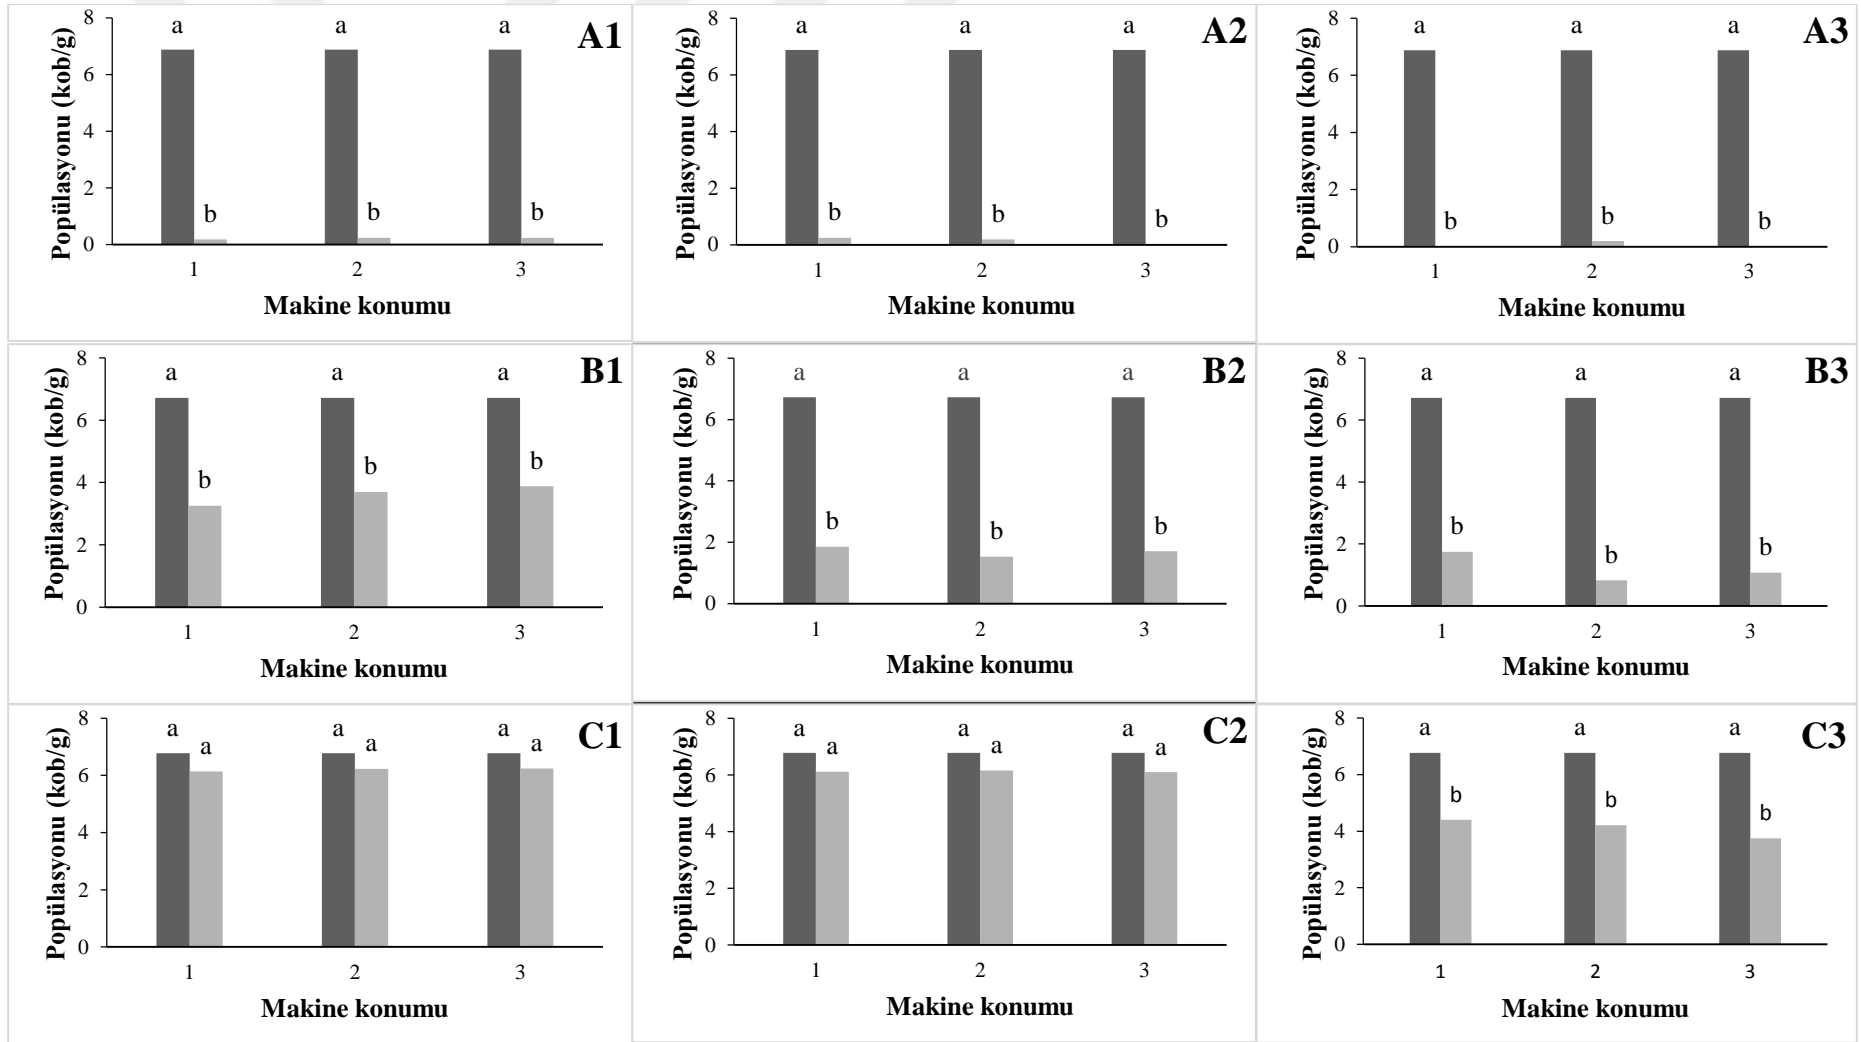 A1
Popülasyonu (kob/g)
8
6
4
2
0
a a a
b b b
1 2 3
Makine konumu
A2
Popülasyonu (kob/g)
8
6
4
2
0
a a a
b b b
1 2 3
Makine konumu
A3
Popülasyonu (kob/g)
8
6
4
2
0
a a a
b b b
1 2 3
Makine konumu
B1
Popülasyonu (kob/g)
8
6
4
2
0
a a a
b b b
1 2 3
Makine konumu
B2
Popülasyonu (kob/g)
8
6
4
2
0
a a a
b b b
1 2 3
Makine konumu
B3
Popülasyonu (kob/g)
8
6
4
2
0
a a a
b b b
1 2 3
Makine konumu
C1
Popülasyonu (kob/g)
8
6
4
2
0
a a a a a a
1 2 3
Makine konumu
C2
Popülasyonu (kob/g)
8
6
4
2
0
a a a a a a
1 2 3
Makine konumu
C3
Popülasyonu (kob/g)
8
6
4
2
0
a a a
b b b
1 2 3
Makine konumu